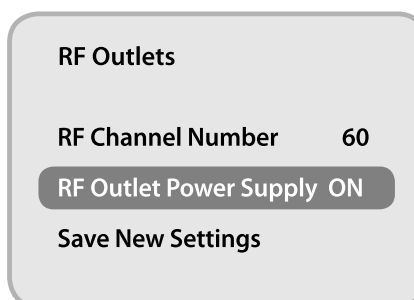 RF Outlets
RF Channel Number 60
RF Outlet Power Supply ON
Save New Settings